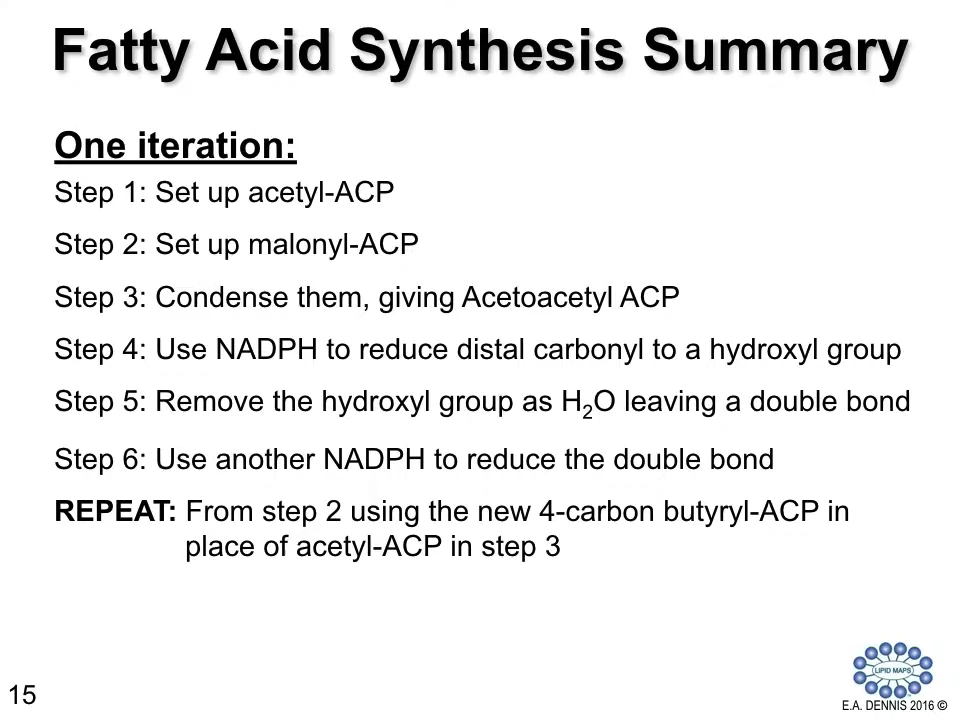 Fatty Acid Synthesis Summary
One iteration:
Step 1: Set up acetyl-ACP
Step 2: Set up malonyl-ACP
Step 3: Condense them, giving Acetoacetyl ACP
Step 4: Use NADPH to reduce distal carbonyl to a hydroxyl group
Step 5: Remove the hydroxyl group as H₂O leaving a double bond
Step 6: Use another NADPH to reduce the double bond
REPEAT: From step 2 using the new 4-carbon butyryl-ACP in
place of acetyl-ACP in step 3
LIPID MAPS
15
E.A. DENNIS 2016 ©